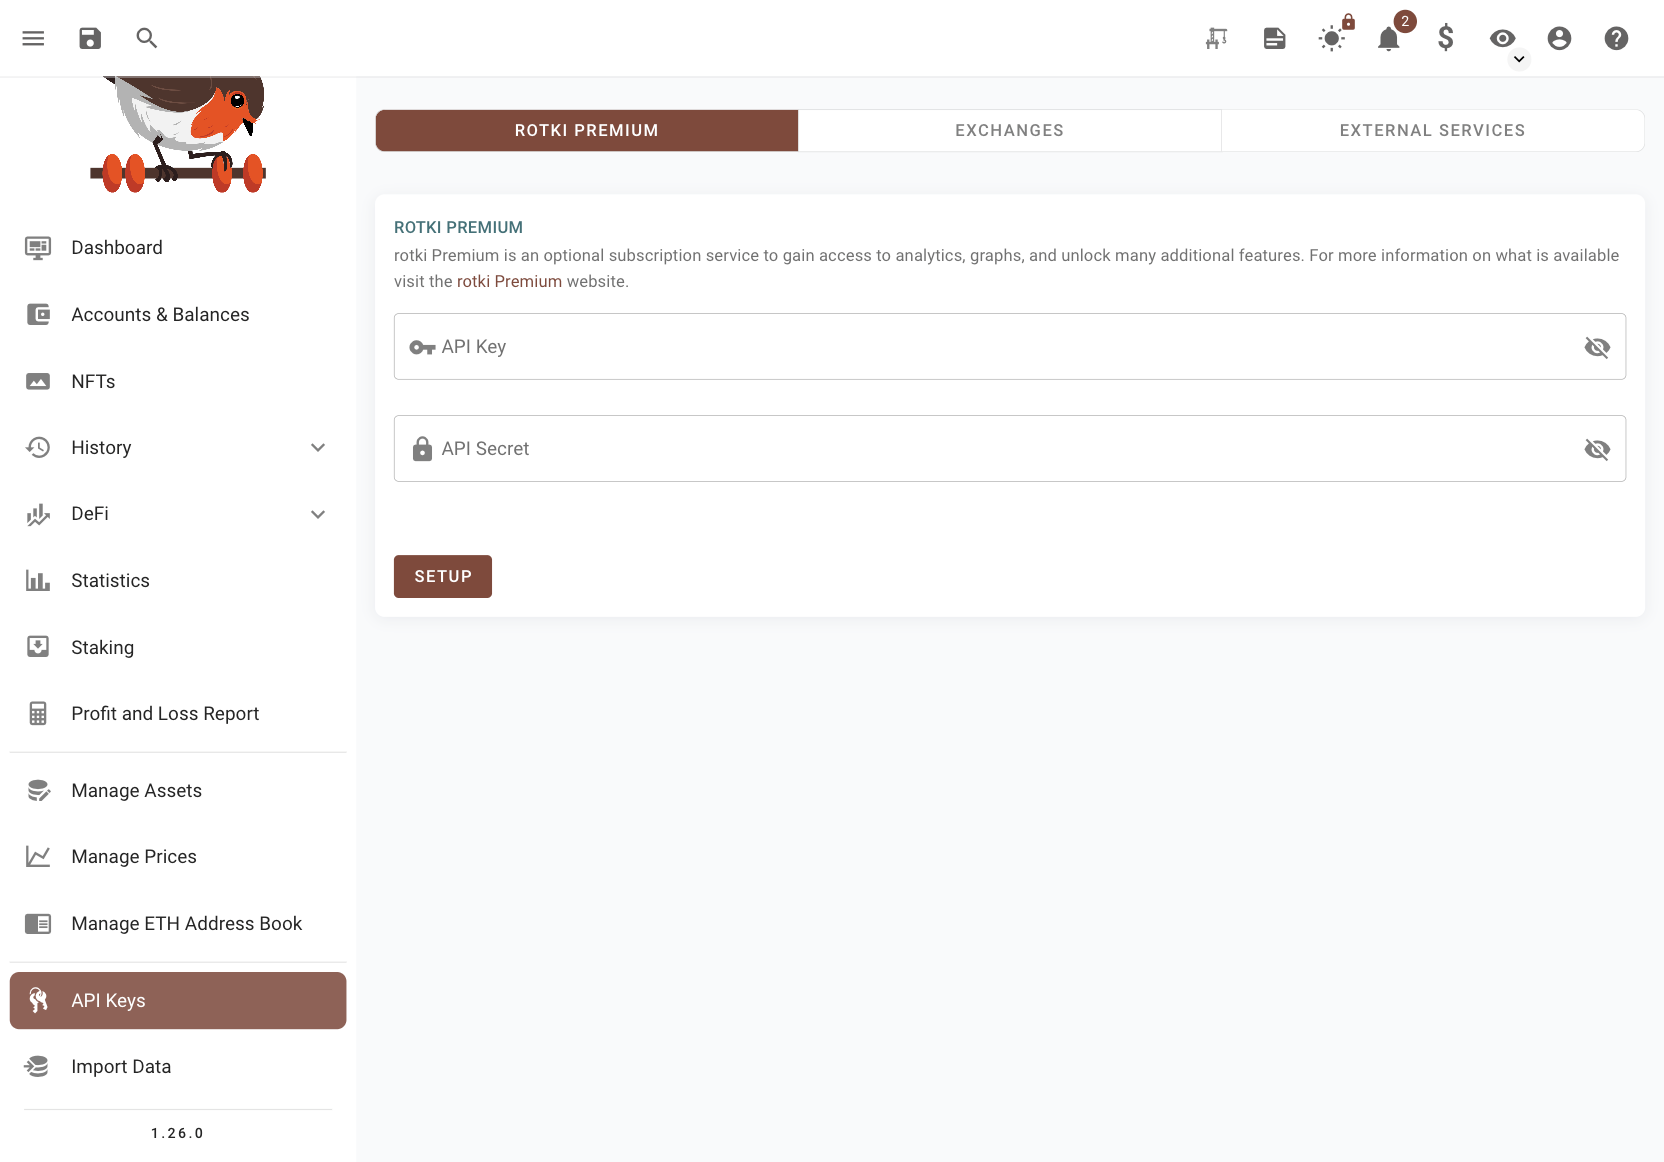 2
ROTKI PREMIUM
EXCHANGES
EXTERNAL SERVICES
Dashboard
Accounts & Balances
NFTs
History
DeFi
Statistics
Staking
Profit and Loss Report
Manage Assets
Manage Prices
Manage ETH Address Book
API Keys
Import Data
1.26.0
ROTKI PREMIUM
rotki Premium is an optional subscription service to gain access to analytics, graphs, and unlock many additional features. For more information on what is available
visit the rotki Premium website.
API Key
API Secret
SETUP